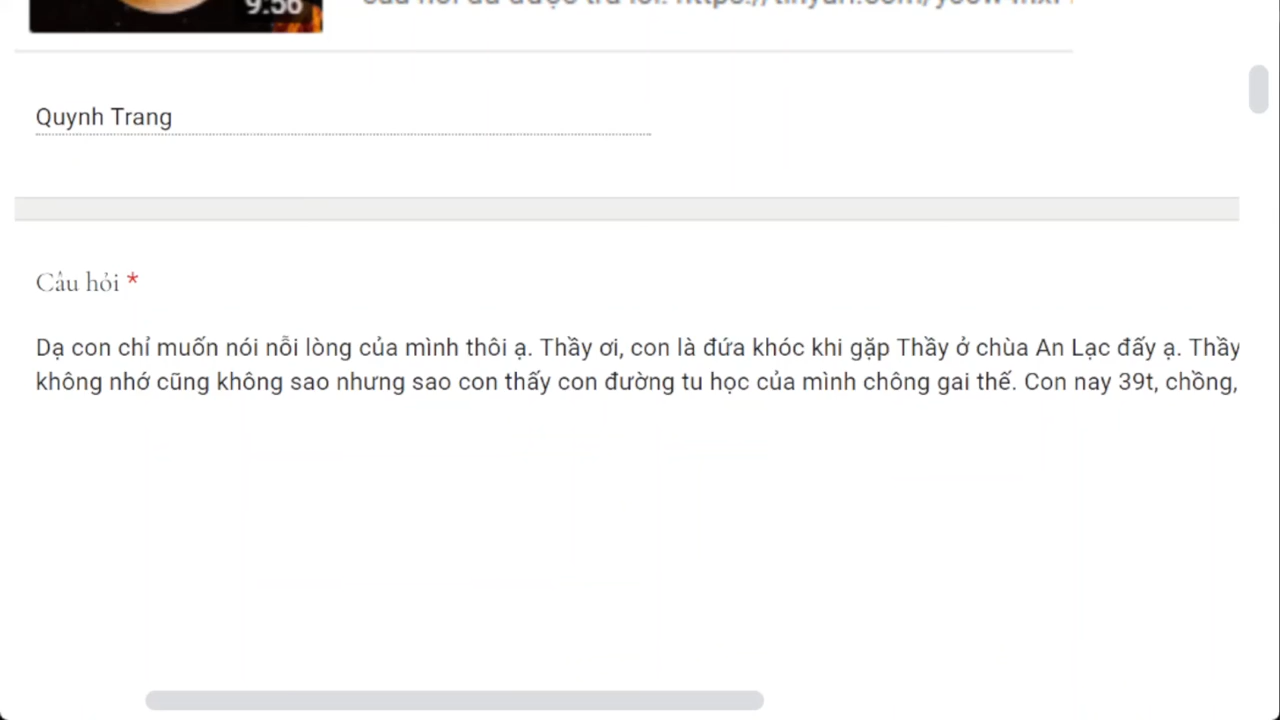 9:56
Quynh Trang
Câu hỏi *
Dạ con chỉ muốn nói nỗi lòng của mình thôi ạ. Thầy ơi, con là đứa khóc khi gặp Thầy ở chùa An Lạc đấy ạ. Thầy
không nhớ cũng không sao nhưng sao con thấy con đường tu học của mình chông gai thế. Con nay 39t, chồng,